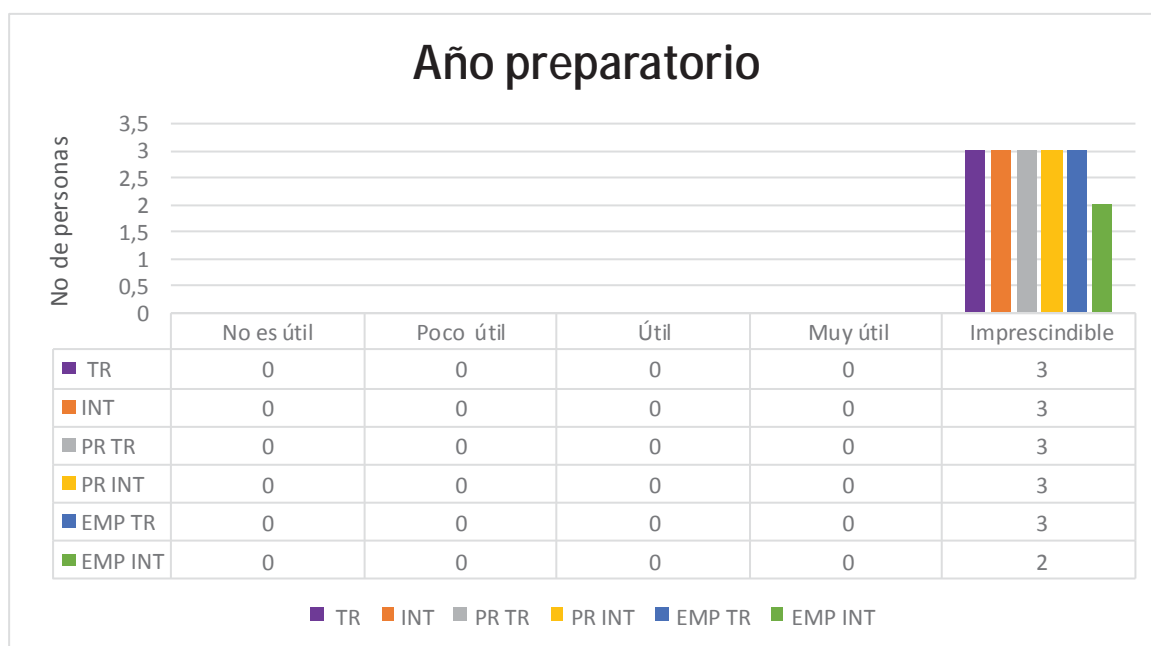 Año preparatorio
No de personas
3,5
3
2,5
2
1,5
1
0,5
0
No es útil Poco útil Útil Muy útil Imprescindible
TR 0 0 0 0 3
INT 0 0 0 0 3
PR TR 0 0 0 0 3
PR INT 0 0 0 0 3
EMP TR 0 0 0 0 3
EMP INT 0 0 0 0 2
TR INT PR TR PR INT EMP TR EMP INT